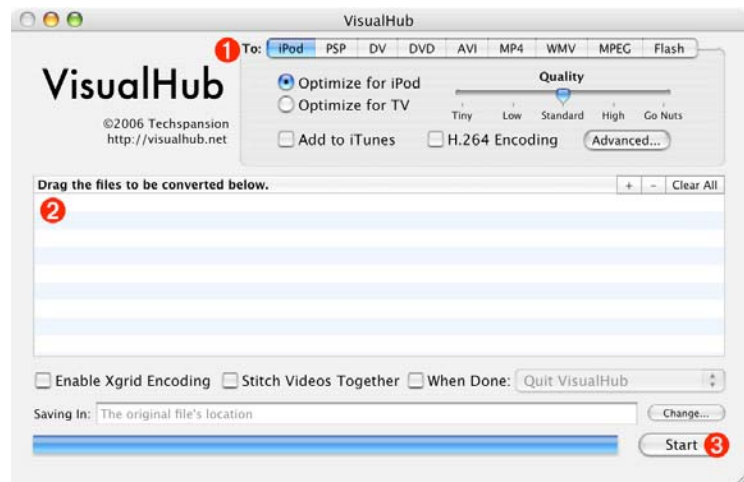 VisualHub
1 To: iPod PSP DV DVD AVI MP4 WMV MPEG Flash
VisualHub
©2006 Techspansion
http://visualhub.net
Optimize for iPod
Optimize for TV
Quality
Tiny Low Standard High Go Nuts
Add to iTunes H.264 Encoding Advanced...
Drag the files to be converted below. + - Clear All
2
Enable Xgrid Encoding Stitch Videos Together When Done: Quit VisualHub
Saving In: The original file's location Change...
Start 3